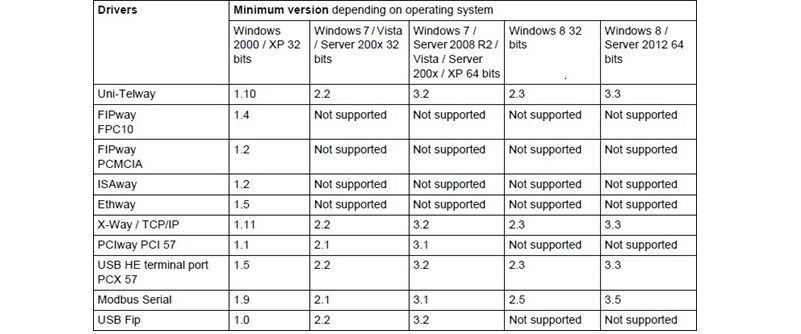 Drivers
Minimum version depending on operating system
Windows 2000 / XP 32 bits
Windows 7 / Vista / Server 200x 32 bits
Windows 7 / Server 2008 R2 / Vista / Server 200x / XP 64 bits
Windows 8 32 bits
Windows 8 / Server 2012 64 bits
Uni-Telway 1.10 2.2 3.2 2.3 3.3
FIPway FPC10 1.4 Not supported Not supported Not supported Not supported
FIPway PCMCIA 1.2 Not supported Not supported Not supported Not supported
ISAway 1.2 Not supported Not supported Not supported Not supported
Ethway 1.5 Not supported Not supported Not supported Not supported
X-Way / TCP/IP 1.11 2.2 3.2 2.3 3.3
PCIway PCI 57 1.1 2.1 3.1 Not supported Not supported
USB HE terminal port PCX 57 1.5 2.2 3.2 2.3 3.3
Modbus Serial 1.9 2.1 3.1 2.5 3.5
USB Fip 1.0 2.2 3.2 Not supported Not supported